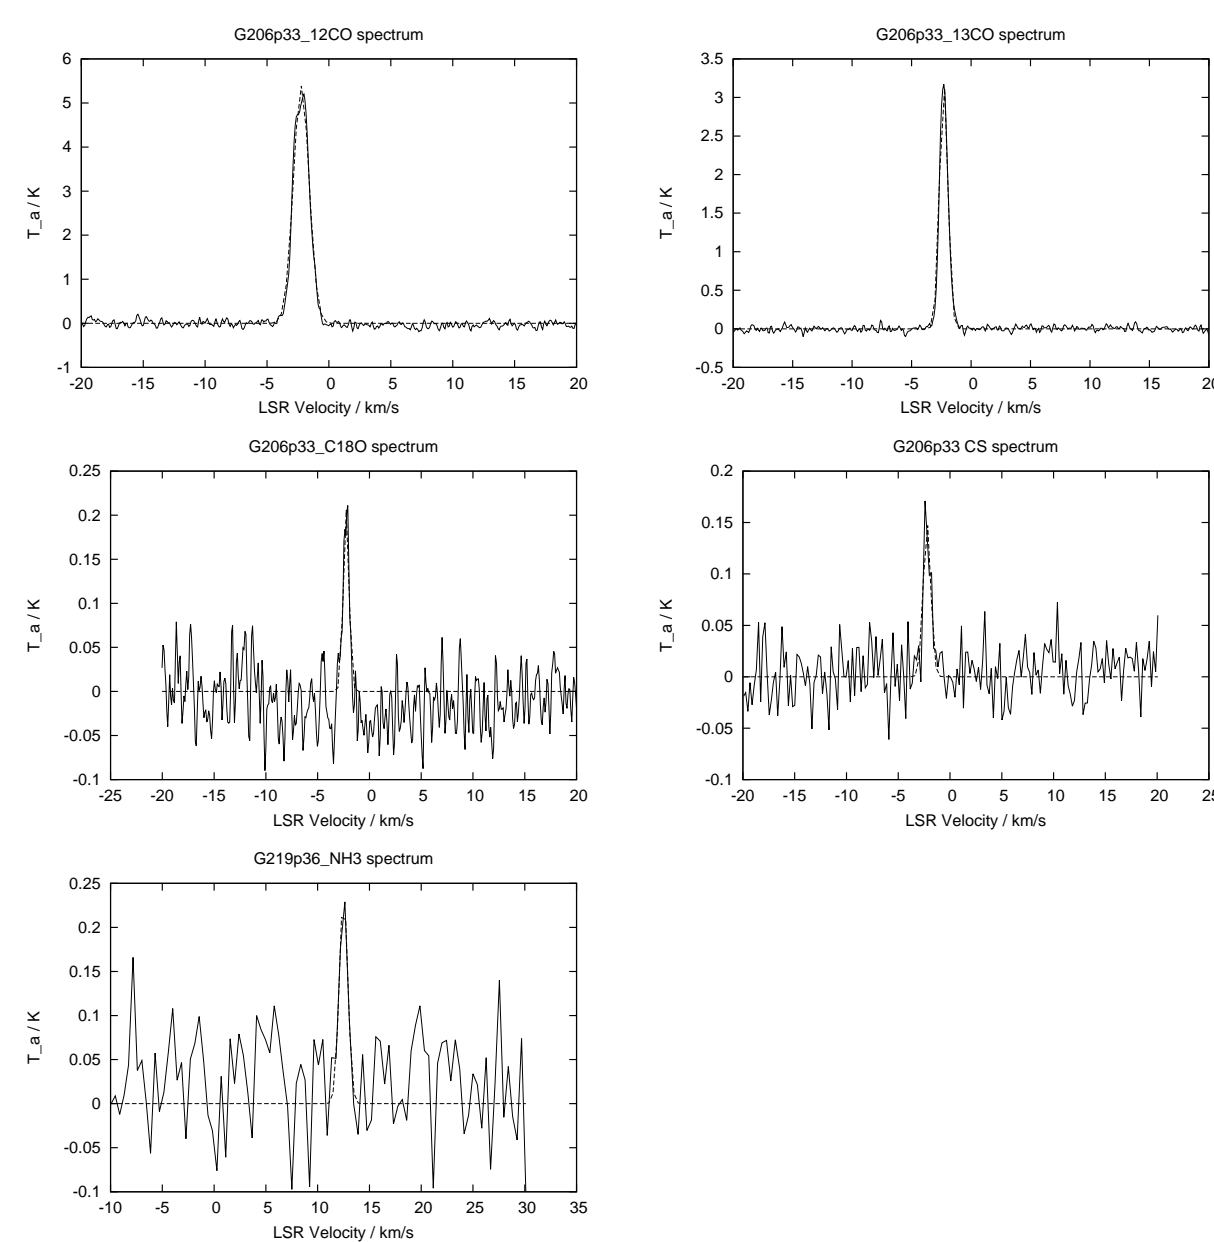 G206p33_12CO spectrum
6
5
4
3
2
1
0
-1
T_a / K
-20 -15 -10 -5 0 5 10 15 20
LSR Velocity / km/s
G206p33_13CO spectrum
3.5
3
2.5
2
1.5
1
0.5
0
-0.5
T_a / K
-20 -15 -10 -5 0 5 10 15 20
LSR Velocity / km/s
G206p33_C18O spectrum
0.25
0.2
0.15
0.1
0.05
0
-0.05
-0.1
T_a / K
-25 -20 -15 -10 -5 0 5 10 15 20
LSR Velocity / km/s
G206p33 CS spectrum
0.2
0.15
0.1
0.05
0
-0.05
-0.1
T_a / K
-20 -15 -10 -5 0 5 10 15 20 25
LSR Velocity / km/s
G219p36_NH3 spectrum
0.25
0.2
0.15
0.1
0.05
0
-0.05
-0.1
T_a / K
-10 -5 0 5 10 15 20 25 30 35
LSR Velocity / km/s